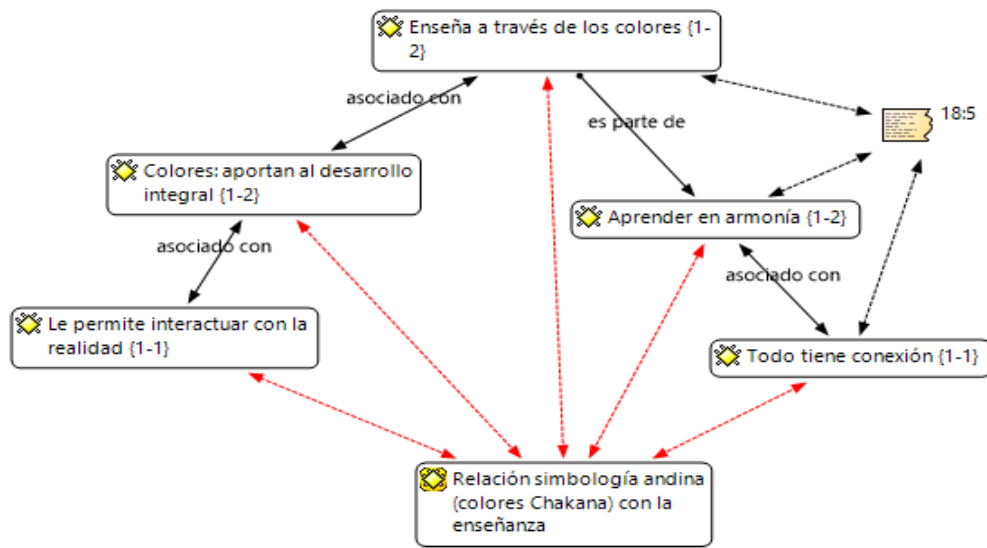 Enseña a través de los colores {1-
2}
asociado con
es parte de
18:5
Colores: aportan al desarrollo
integral {1-2}
Aprender en armonía {1-2}
asociado con
asociado con
Le permite interactuar con la
realidad {1-1}
Todo tiene conexión {1-1}
Relación simbología andina
(colores Chakana) con la
enseñanza